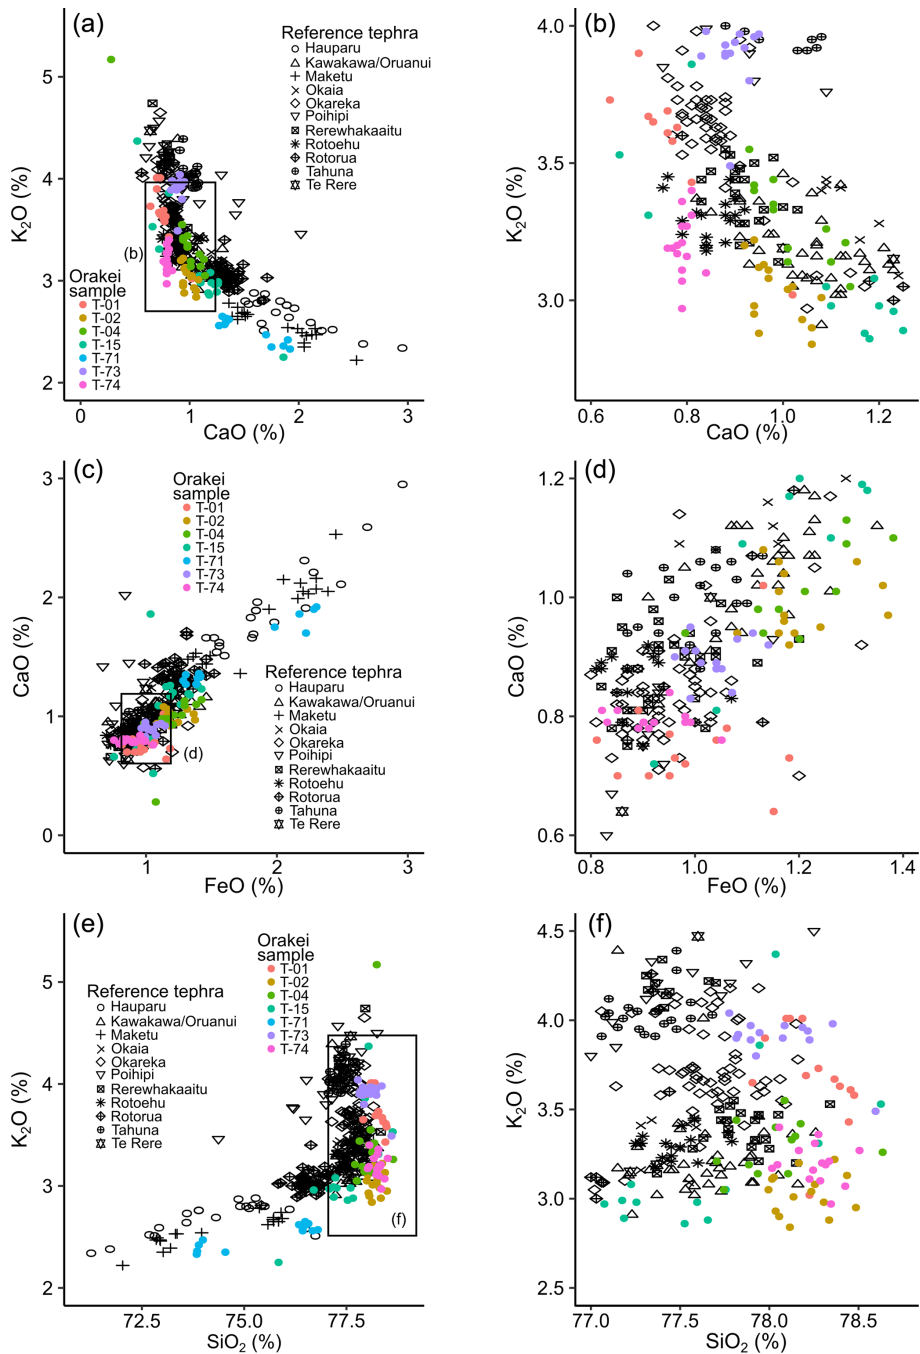 (a)
Reference tephra
Hauparu
Kawakawa/Oruanui
Maketu
Okaia
Okareka
Poihipi
Rerewhakaaitu
Rotoehu
Rotorua
Tahuna
Te Rere
(b)
Orakei
sample
T-01
T-02
T-04
T-15
T-71
T-73
T-74
K₂O (%)
5
4
3
2
0
1
2
3
CaO (%)
(b)
K₂O (%)
4.0
3.5
3.0
0.6
0.8
1.0
1.2
CaO (%)
(c)
Orakei
sample
T-01
T-02
T-04
T-15
T-71
T-73
T-74
Reference tephra
Hauparu
Kawakawa/Oruanui
Maketu
Okaia
Okareka
Poihipi
Rerewhakaaitu
Rotoehu
Rotorua
Tahuna
Te Rere
(d)
CaO (%)
3
2
1
0
1
2
3
FeO (%)
(d)
CaO (%)
1.2
1.0
0.8
0.6
0.8
1.0
1.2
1.4
FeO (%)
(e)
Orakei
sample
T-01
T-02
T-04
T-15
T-71
T-73
T-74
Reference tephra
Hauparu
Kawakawa/Oruanui
Maketu
Okaia
Okareka
Poihipi
Rerewhakaaitu
Rotoehu
Rotorua
Tahuna
Te Rere
(f)
K₂O (%)
5
4
3
2
72.5
75.0
77.5
SiO₂ (%)
(f)
K₂O (%)
4.5
4.0
3.5
3.0
2.5
77.0
77.5
78.0
78.5
SiO₂ (%)